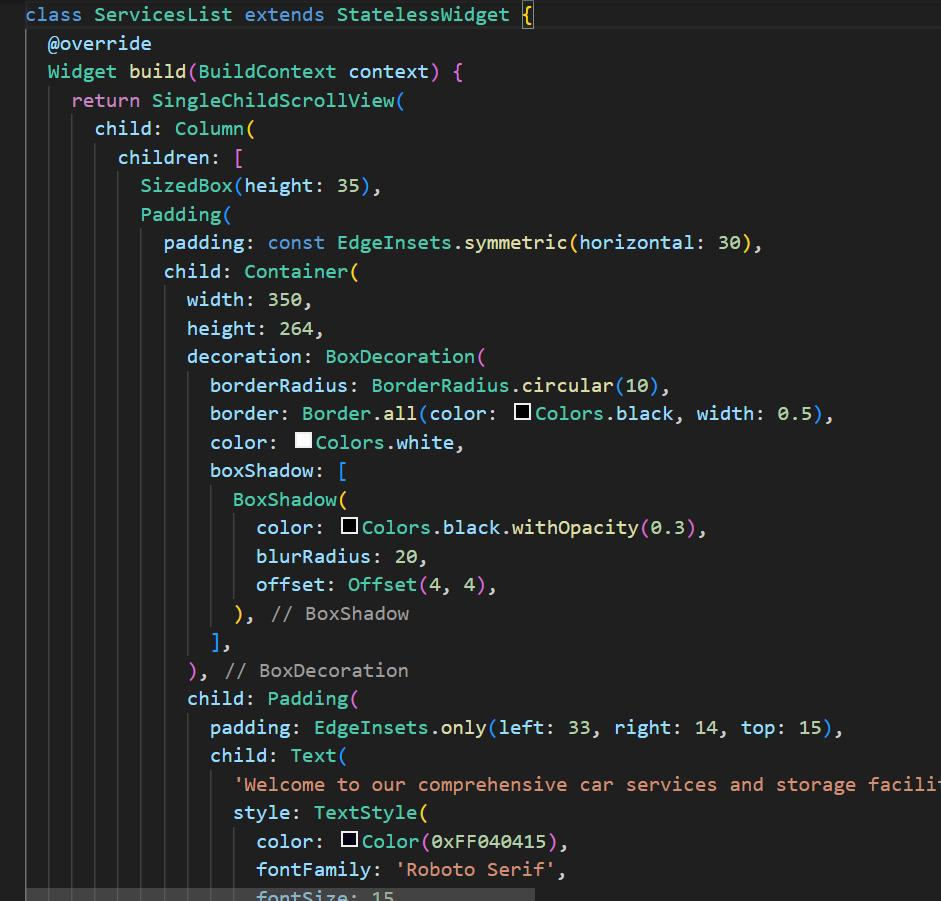 class ServicesList extends StatelessWidget {
@override
Widget build(BuildContext context) {
return SingleChildScrollView(
child: Column(
children: [
SizedBox(height: 35),
Padding(
padding: const EdgeInsets.symmetric(horizontal: 30),
child: Container(
width: 350,
height: 264,
decoration: BoxDecoration(
borderRadius: BorderRadius.circular(10),
border: Border.all(color: Colors.black, width: 0.5),
color: Colors.white,
boxShadow: [
BoxShadow(
color: Colors.black.withOpacity(0.3),
blurRadius: 20,
offset: Offset(4, 4),
), // BoxShadow
],
), // BoxDecoration
child: Padding(
padding: EdgeInsets.only(left: 33, right: 14, top: 15),
child: Text(
'Welcome to our comprehensive car services and storage facili
style: TextStyle(
color: Color(0xFF040415),
fontFamily: 'Roboto Serif',
fontSize: 15